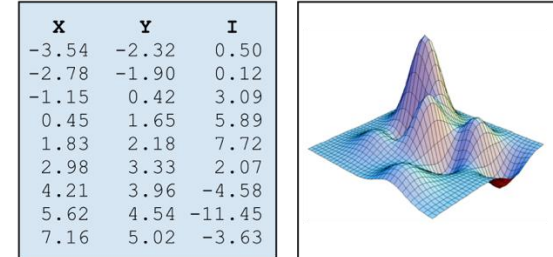 X Y I
-3.54 -2.32 0.50
-2.78 -1.90 0.12
-1.15 0.42 3.09
0.45 1.65 5.89
1.83 2.18 7.72
2.98 3.33 2.07
4.21 3.96 -4.58
5.62 4.54 -11.45
7.16 5.02 -3.63